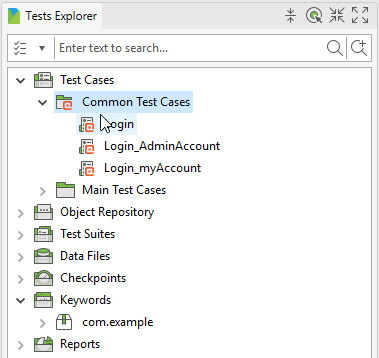 Tests Explorer
Enter text to search...
Test Cases
Common Test Cases
Login
Login_AdminAccount
Login_myAccount
Main Test Cases
Object Repository
Test Suites
Data Files
Checkpoints
Keywords
com.example
Reports